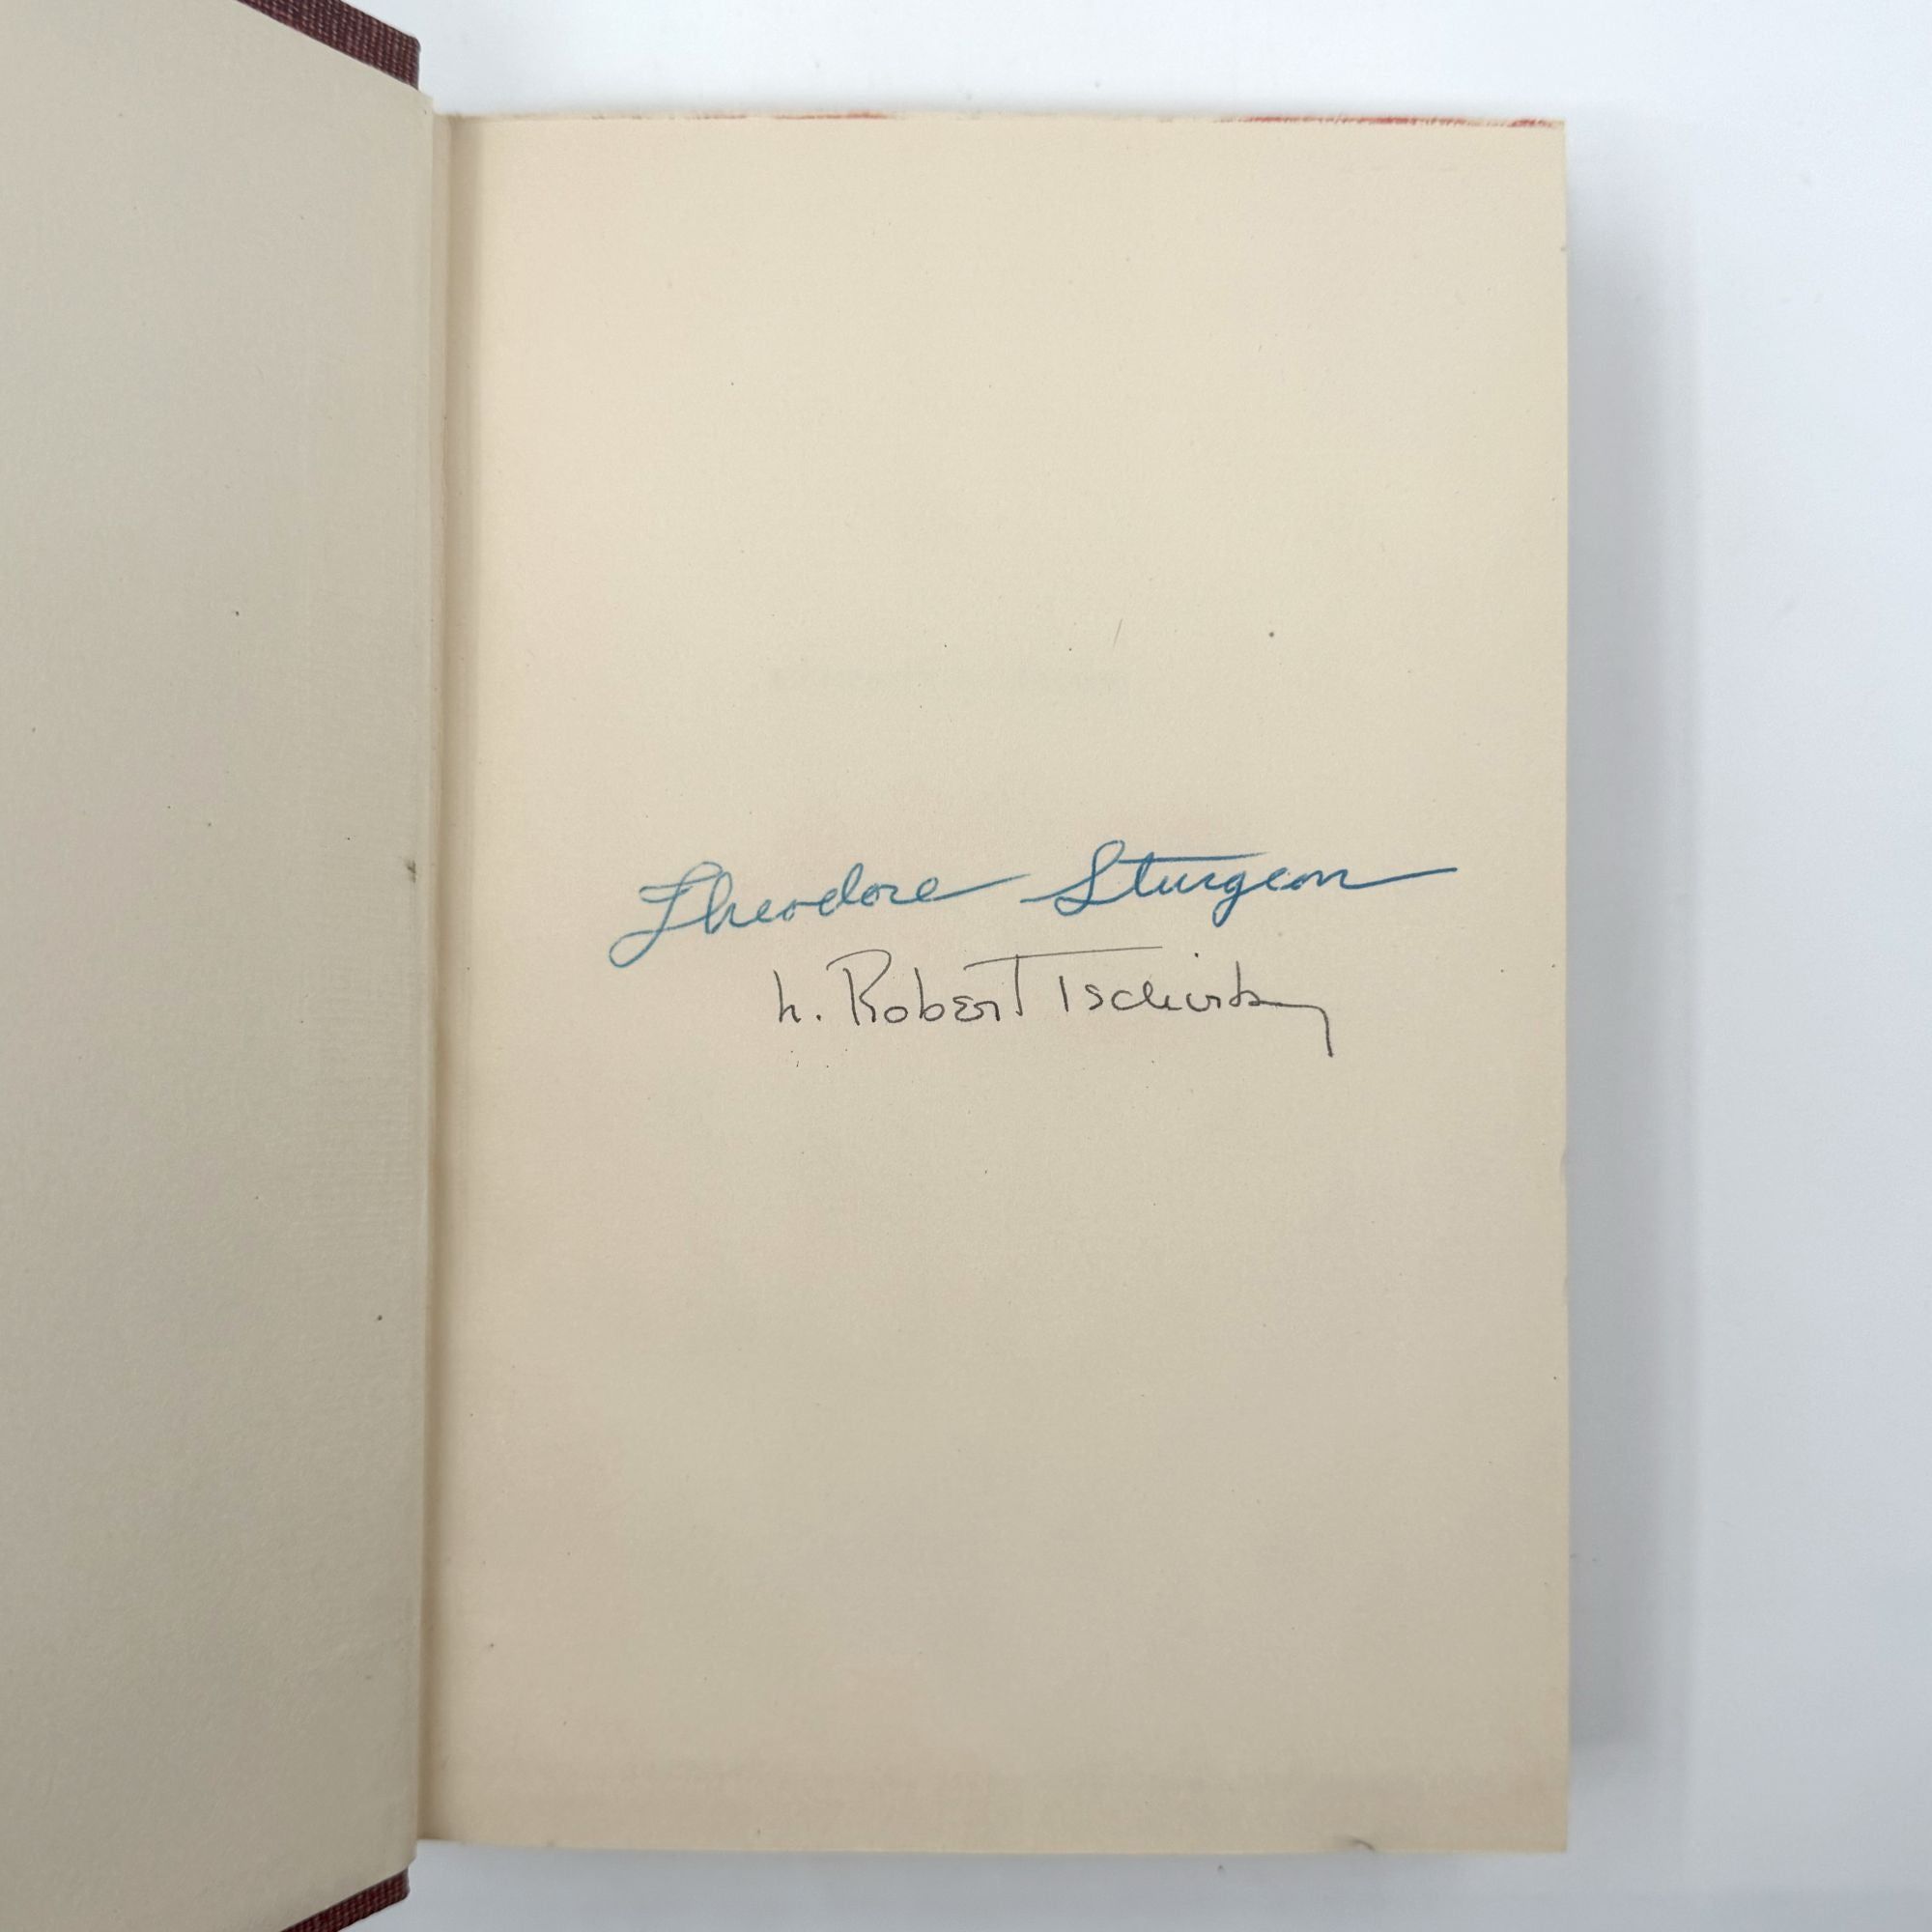 Theodore Sturgeon
L. Robert Tschirky